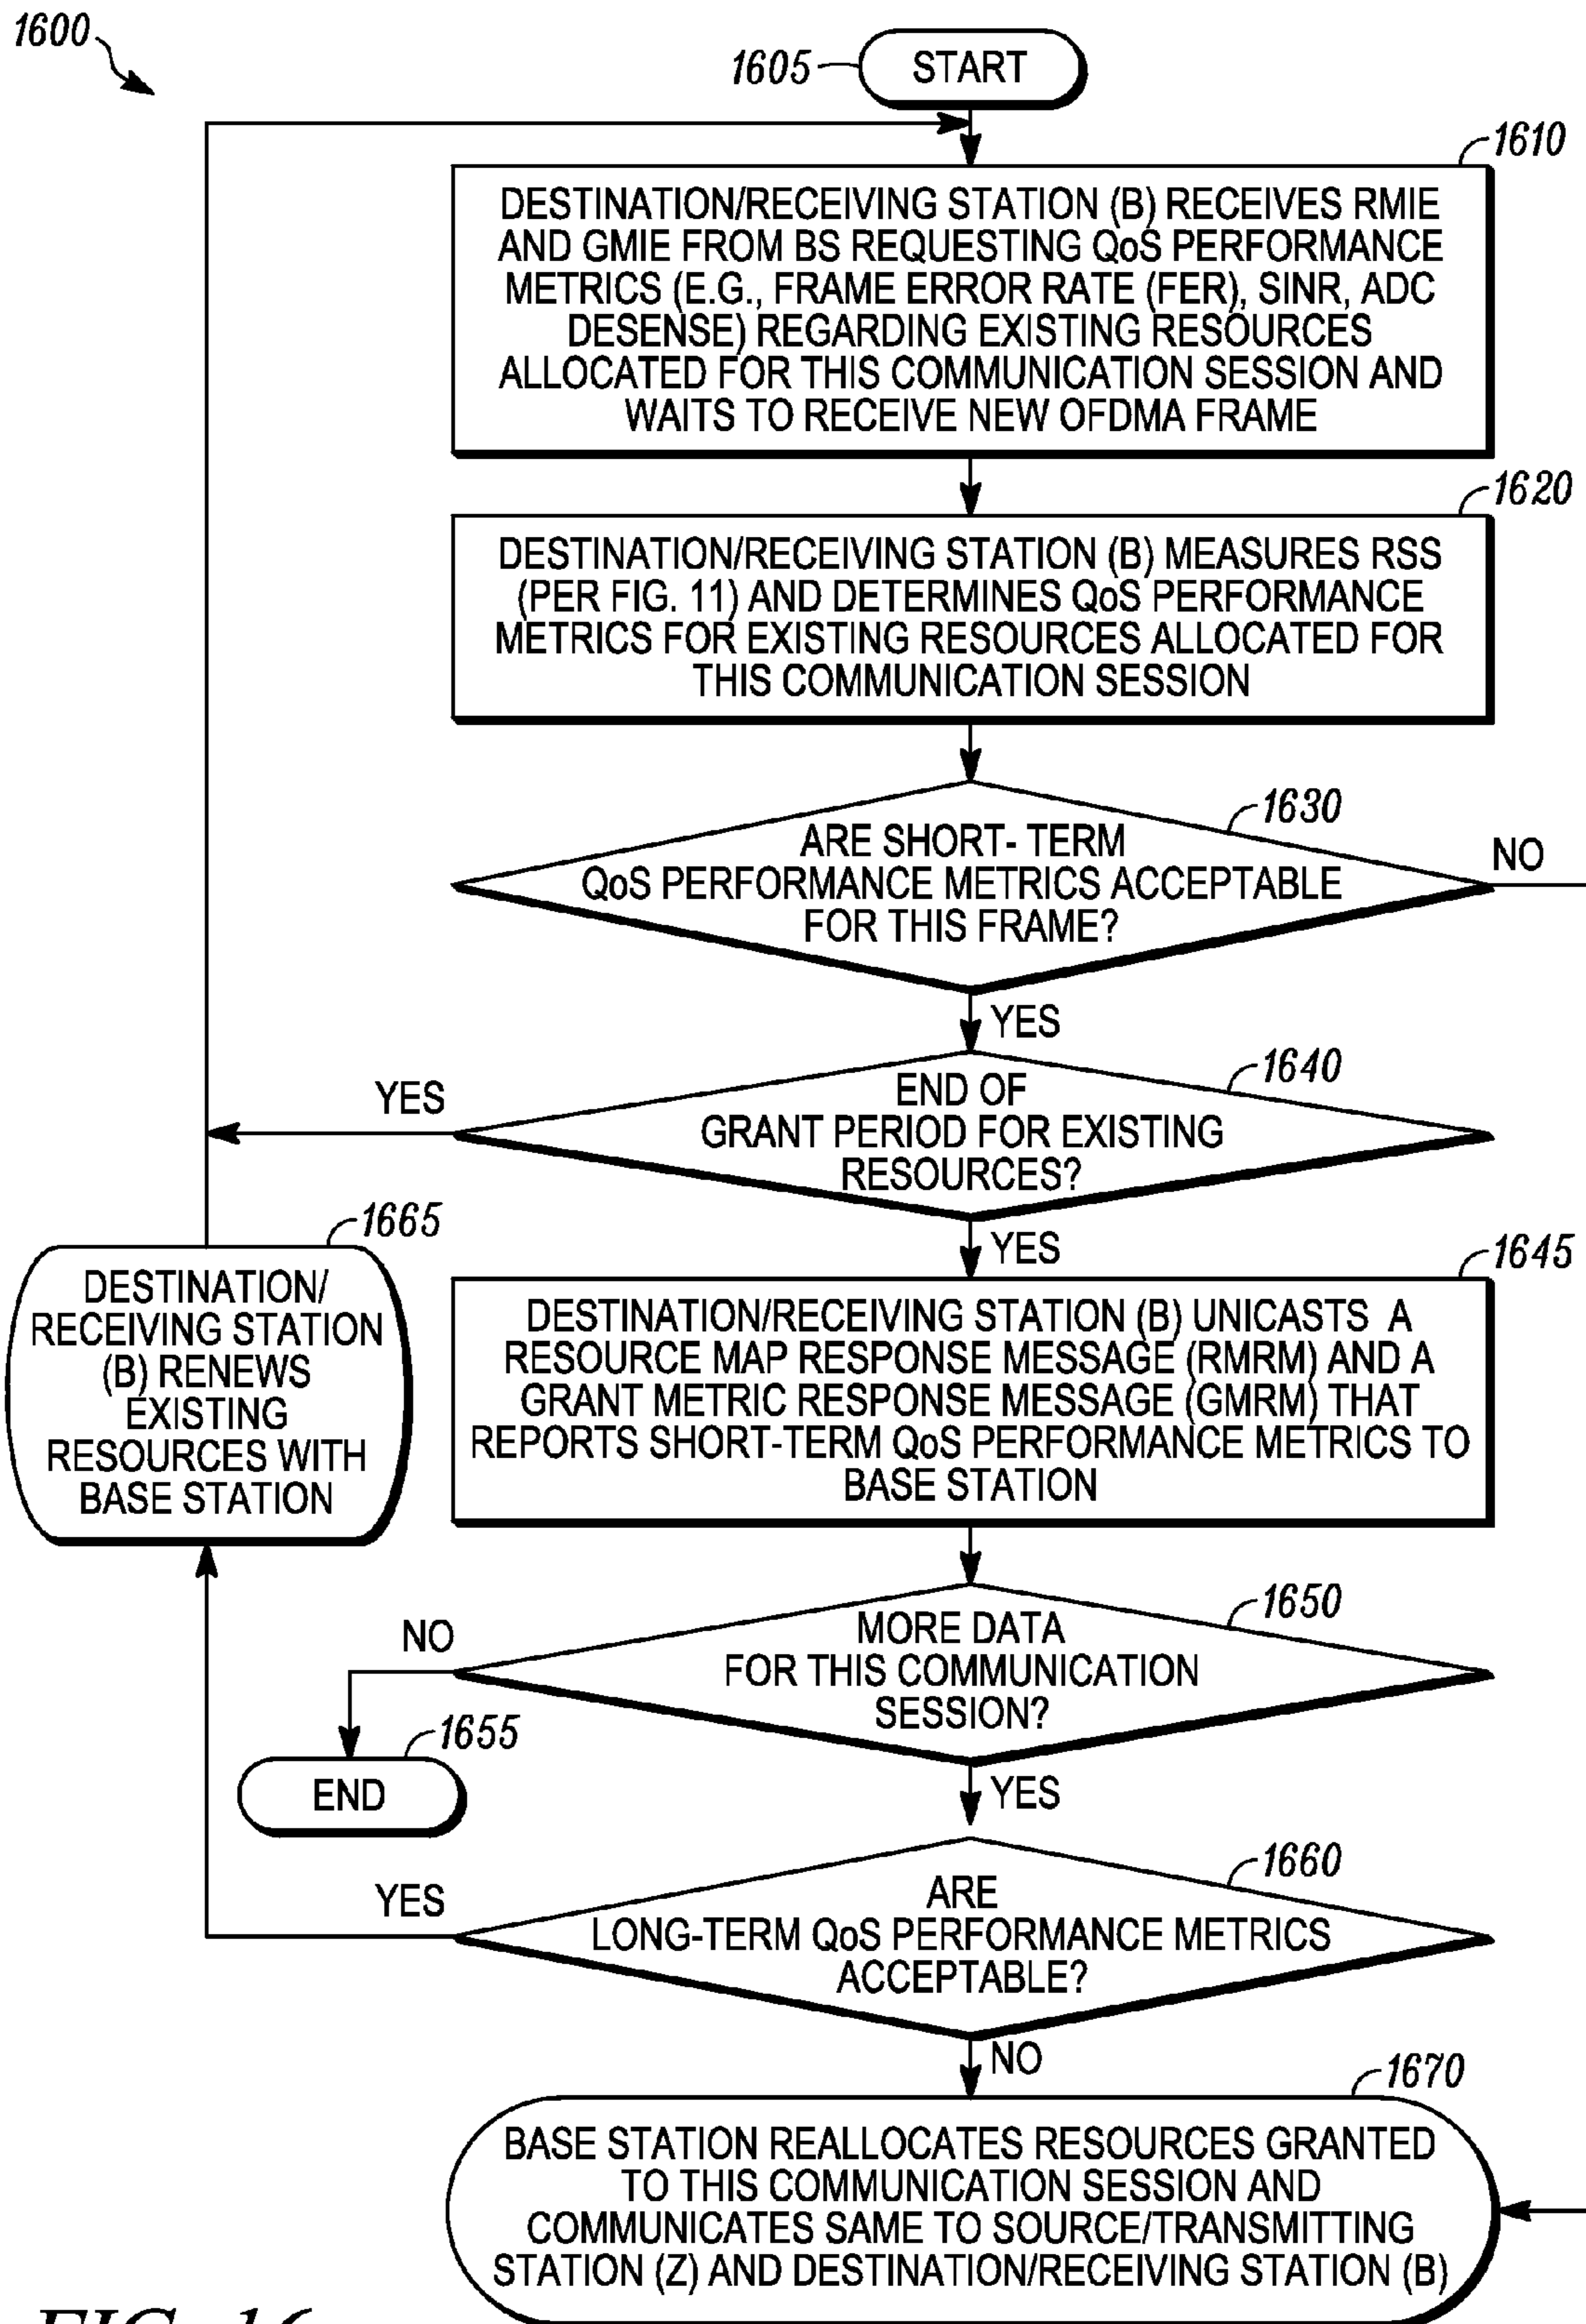 1600
1605
START
1610
DESTINATION/RECEIVING STATION (B) RECEIVES RMIE
AND GMIE FROM BS REQUESTING QoS PERFORMANCE
METRICS (E.G., FRAME ERROR RATE (FER), SINR, ADC
DESENSE) REGARDING EXISTING RESOURCES
ALLOCATED FOR THIS COMMUNICATION SESSION AND
WAITS TO RECEIVE NEW OFDMA FRAME
1620
DESTINATION/RECEIVING STATION (B) MEASURES RSS
(PER FIG. 11) AND DETERMINES QoS PERFORMANCE
METRICS FOR EXISTING RESOURCES ALLOCATED FOR
THIS COMMUNICATION SESSION
1630
ARE SHORT- TERM
QoS PERFORMANCE METRICS ACCEPTABLE
FOR THIS FRAME?
NO
YES
1640
END OF
GRANT PERIOD FOR EXISTING
RESOURCES?
YES
YES
1665
DESTINATION/
RECEIVING STATION
(B) RENEWS
EXISTING
RESOURCES WITH
BASE STATION
1645
DESTINATION/RECEIVING STATION (B) UNICASTS A
RESOURCE MAP RESPONSE MESSAGE (RMRM) AND A
GRANT METRIC RESPONSE MESSAGE (GMRM) THAT
REPORTS SHORT-TERM QoS PERFORMANCE METRICS TO
BASE STATION
1650
MORE DATA
FOR THIS COMMUNICATION
SESSION?
NO
1655
END
YES
1660
ARE
LONG-TERM QoS PERFORMANCE METRICS
ACCEPTABLE?
YES
NO
1670
BASE STATION REALLOCATES RESOURCES GRANTED
TO THIS COMMUNICATION SESSION AND
COMMUNICATES SAME TO SOURCE/TRANSMITTING
STATION (Z) AND DESTINATION/RECEIVING STATION (B)
FIG. 16